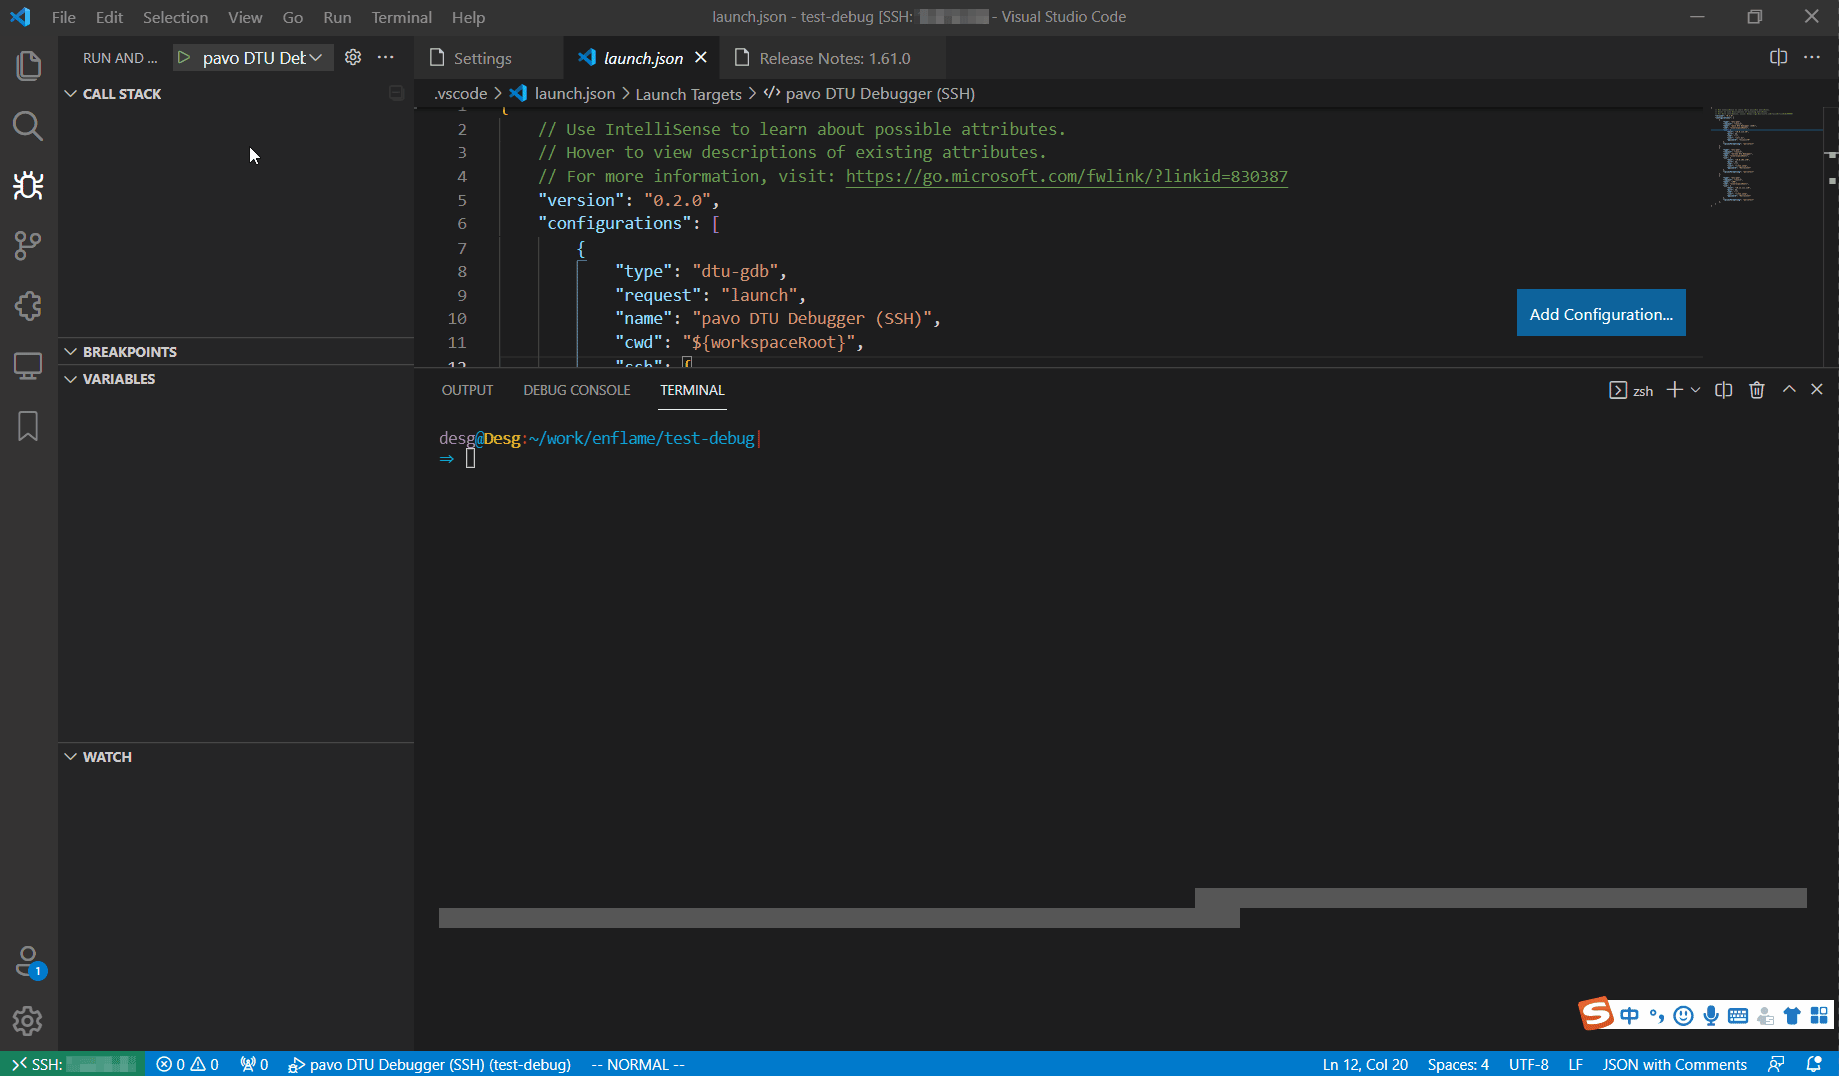 File Edit Selection View Go Run Terminal Help
launch.json - test-debug [SSH: - Visual Studio Code
RUN AND ... pavo DTU Det
Settings launch.json Release Notes: 1.61.0
CALL STACK
.vscode > launch.json > Launch Targets > pavo DTU Debugger (SSH)
1 {
2 // Use IntelliSense to learn about possible attributes.
3 // Hover to view descriptions of existing attributes.
4 // For more information, visit: https://go.microsoft.com/fwlink/?linkid=830387
5 "version": "0.2.0",
6 "configurations": [
7 {
8 "type": "dtu-gdb",
9 "request": "launch",
10 "name": "pavo DTU Debugger (SSH)",
11 "cwd": "${workspaceRoot}",
12 "ssh": {
Add Configuration...
BREAKPOINTS
VARIABLES
WATCH
OUTPUT DEBUG CONSOLE TERMINAL
zsh
desg@Desg:~/work/enflame/test-debug|
⇒
1
S 中
SSH: 0 0 0 pavo DTU Debugger (SSH) (test-debug) -- NORMAL --
Ln 12, Col 20 Spaces: 4 UTF-8 LF JSON with Comments